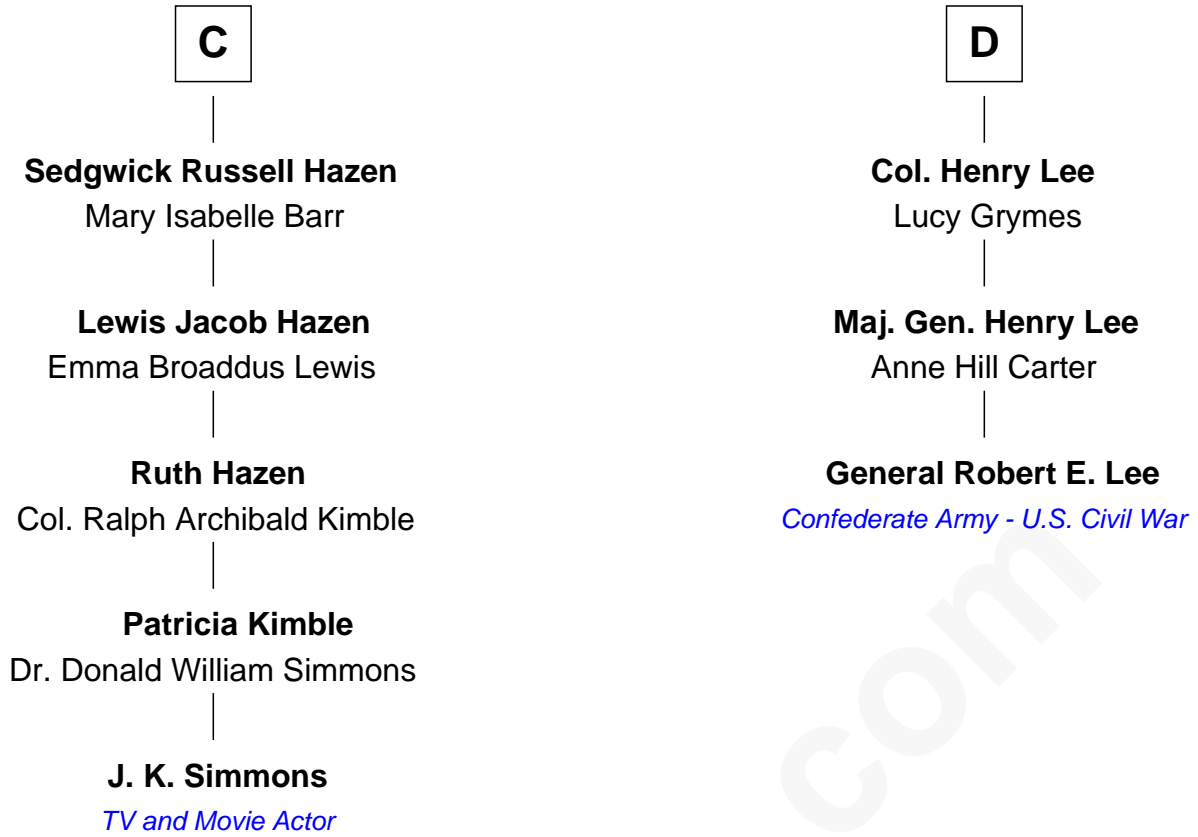 C
Sedgwick Russell Hazen
Mary Isabelle Barr
Lewis Jacob Hazen
Emma Broaddus Lewis
Ruth Hazen
Col. Ralph Archibald Kimble
Patricia Kimble
Dr. Donald William Simmons
J. K. Simmons
TV and Movie Actor
D
Col. Henry Lee
Lucy Grymes
Maj. Gen. Henry Lee
Anne Hill Carter
General Robert E. Lee
Confederate Army - U.S. Civil War
com